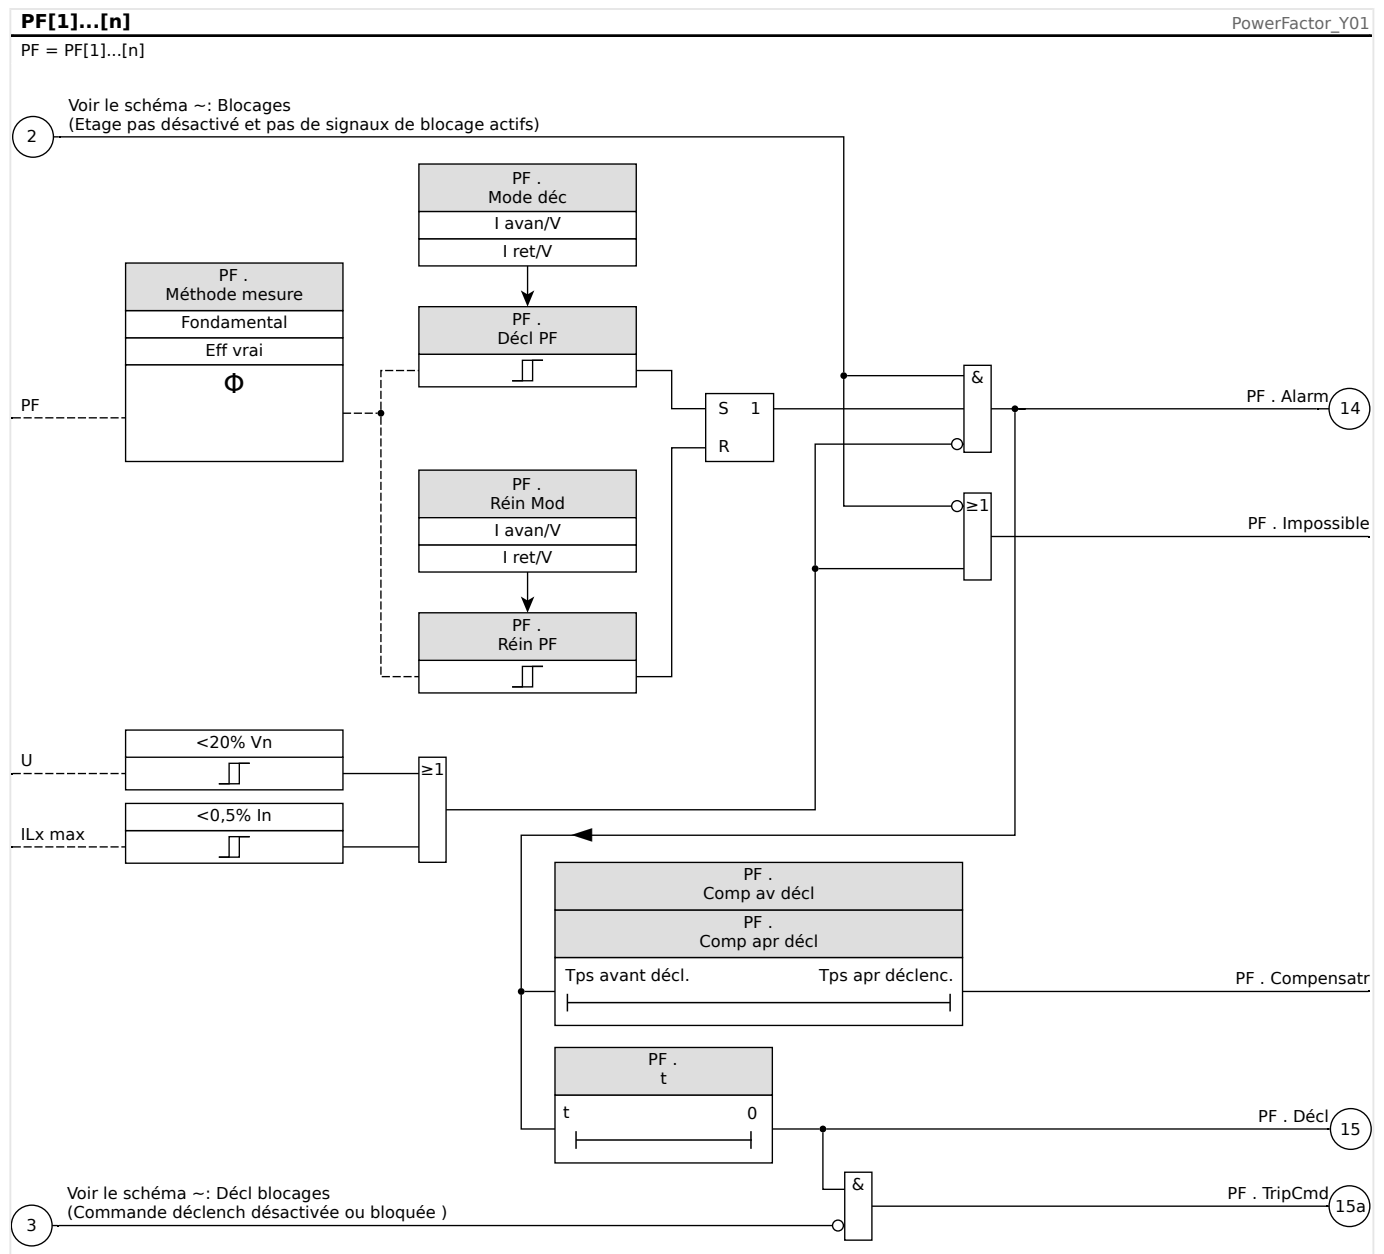 PF[1]...[n]
PowerFactor_Y01
PF = PF[1]...[n]
Voir le schéma ~: Blocages
(Etage pas désactivé et pas de signaux de blocage actifs)
2
PF .
Mode déc
I avan/V
I ret/V
PF .
Méthode mesure
Fondamental
Eff vrai
Φ
PF
PF .
Décl PF
S 1
R
&
PF . Alarm
14
PF .
Réin Mod
I avan/V
I ret/V
≥1
PF . Impossible
PF .
Réin PF
U
<20% Vn
≥1
ILx max
<0,5% In
PF .
Comp av décl
PF .
Comp apr décl
Tps avant décl.
Tps apr déclenc.
PF . Compensatr
PF .
t
t 0
PF . Décl
15
Voir le schéma ~: Décl blocages
(Commande déclench désactivée ou bloquée )
3
&
PF . TripCmd
15a